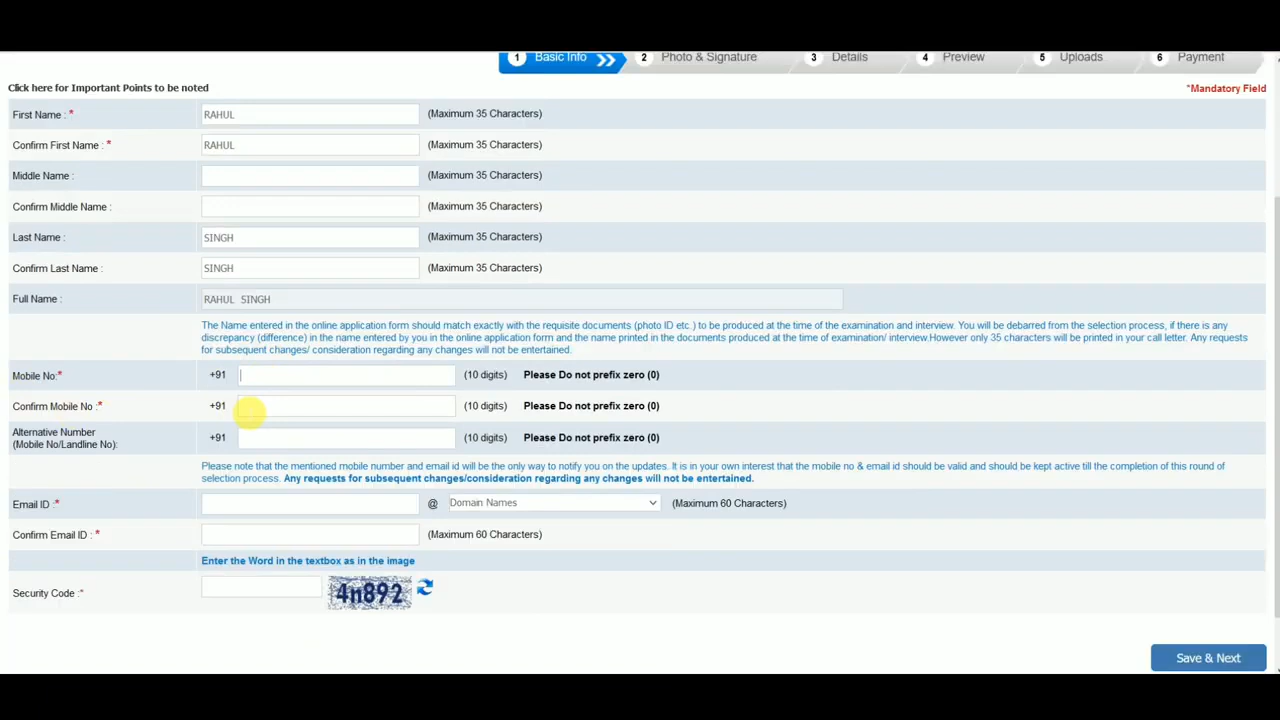 1 Basic Info 2 Photo & Signature 3 Details 4 Preview 5 Uploads 6 Payment
Click here for Important Points to be noted *Mandatory Field
First Name : * RAHUL (Maximum 35 Characters)
Confirm First Name : * RAHUL (Maximum 35 Characters)
Middle Name : (Maximum 35 Characters)
Confirm Middle Name : (Maximum 35 Characters)
Last Name : SINGH (Maximum 35 Characters)
Confirm Last Name : SINGH (Maximum 35 Characters)
Full Name : RAHUL SINGH
The Name entered in the online application form should match exactly with the requisite documents (photo ID etc.) to be produced at the time of the examination and interview. You will be debarred from the selection process, if there is any
discrepancy (difference) in the name entered by you in the online application form and the name printed in the documents produced at the time of examination/ interview.However only 35 characters will be printed in your call letter. Any requests
for subsequent changes/ consideration regarding any changes will not be entertained.
Mobile No:* +91 (10 digits) Please Do not prefix zero (0)
Confirm Mobile No :* +91 (10 digits) Please Do not prefix zero (0)
Alternative Number
(Mobile No/Landline No): +91 (10 digits) Please Do not prefix zero (0)
Please note that the mentioned mobile number and email id will be the only way to notify you on the updates. It is in your own interest that the mobile no & email id should be valid and should be kept active till the completion of this round of
selection process. Any requests for subsequent changes/consideration regarding any changes will not be entertained.
Email ID :* @ Domain Names (Maximum 60 Characters)
Confirm Email ID : * (Maximum 60 Characters)
Enter the Word in the textbox as in the image
Security Code :* 4n892
Save & Next